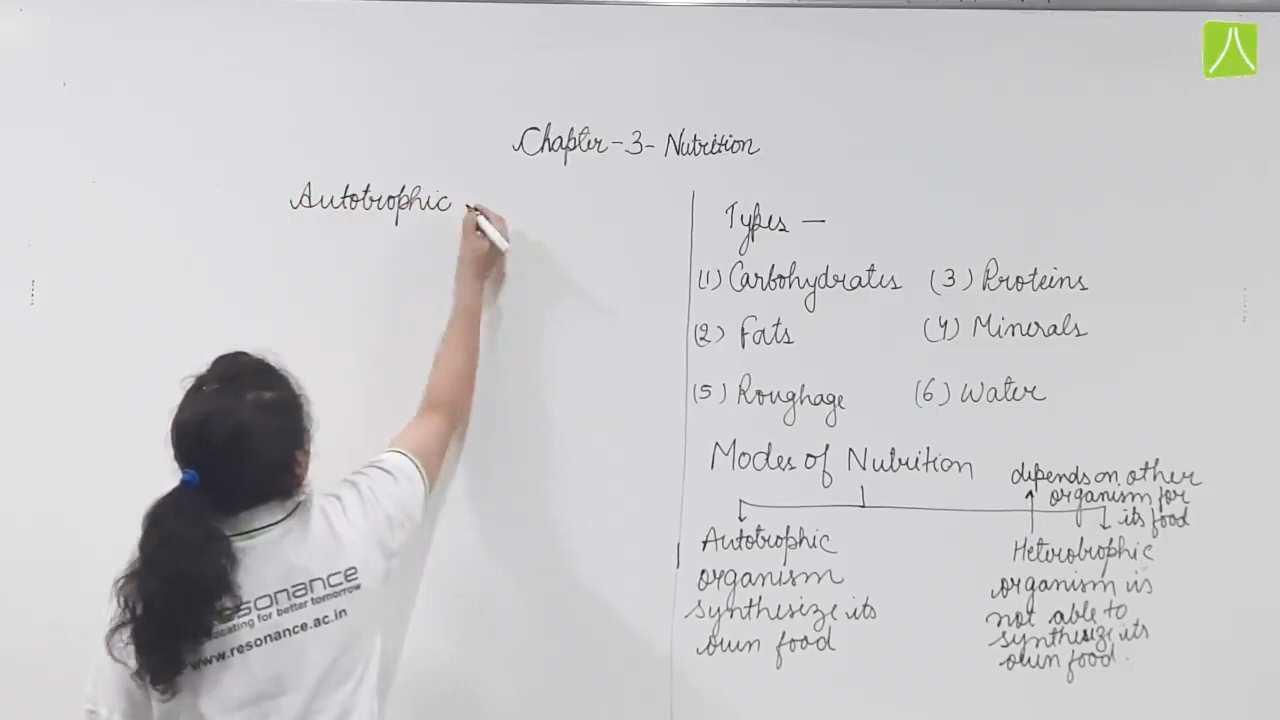 Chapter-3-Nutrition
Autotrophic
Types —
(1) Carbohydrates (3) Proteins
(2) Fats (4) Minerals
(5) Roughage (6) Water
Modes of Nutrition
depends on other
organism for
its food
Autotrophic
organism
synthesize its
own food
Heterotrophic
organism is
not able to
synthesize its
own food.
resonance
educating for better tomorrow
www.resonance.ac.in